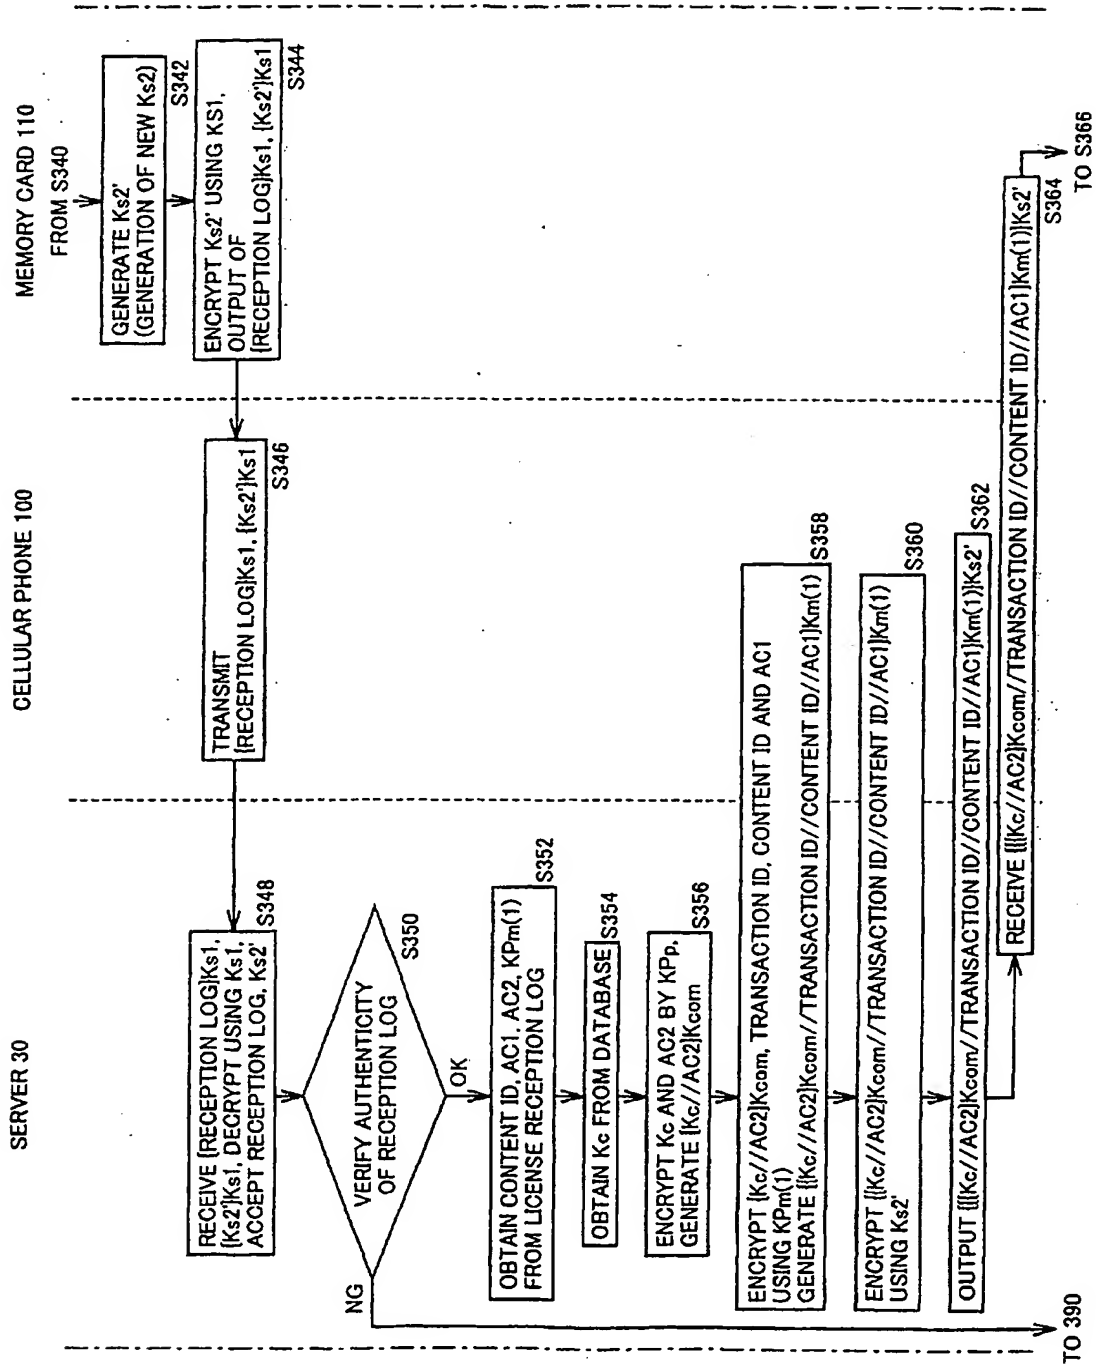 SERVER 30
CELLULAR PHONE 100
MEMORY CARD 110
FROM S340
GENERATE Ks2'
(GENERATION OF NEW Ks2)
S342
ENCRYPT Ks2' USING KS1,
OUTPUT OF
{RECEPTION LOG}Ks1, {Ks2'}Ks1
S344
TRANSMIT
{RECEPTION LOG}Ks1, {Ks2'}Ks1
S346
RECEIVE {RECEPTION LOG}Ks1,
{Ks2'}Ks1, DECRYPT USING Ks1,
ACCEPT RECEPTION LOG, Ks2'
S348
VERIFY AUTHENTICITY
OF RECEPTION LOG
S350
NG
OK
OBTAIN CONTENT ID, AC1, AC2, KPm(1)
FROM LICENSE RECEPTION LOG
S352
OBTAIN Kc FROM DATABASE
S354
ENCRYPT Kc AND AC2 BY KPp,
GENERATE {Kc//AC2}Kcom
S356
ENCRYPT {Kc//AC2}Kcom, TRANSACTION ID, CONTENT ID AND AC1
USING KPm(1)
GENERATE {{Kc//AC2}Kcom//TRANSACTION ID//CONTENT ID//AC1}Km(1)
S358
ENCRYPT {{Kc//AC2}Kcom//TRANSACTION ID//CONTENT ID//AC1}Km(1)
USING Ks2'
S360
OUTPUT {{{Kc//AC2}Kcom//TRANSACTION ID//CONTENT ID//AC1}Km(1)}Ks2'
S362
RECEIVE {{{Kc//AC2}Kcom//TRANSACTION ID//CONTENT ID//AC1}Km(1)}Ks2'
S364
TO S366
TO 390